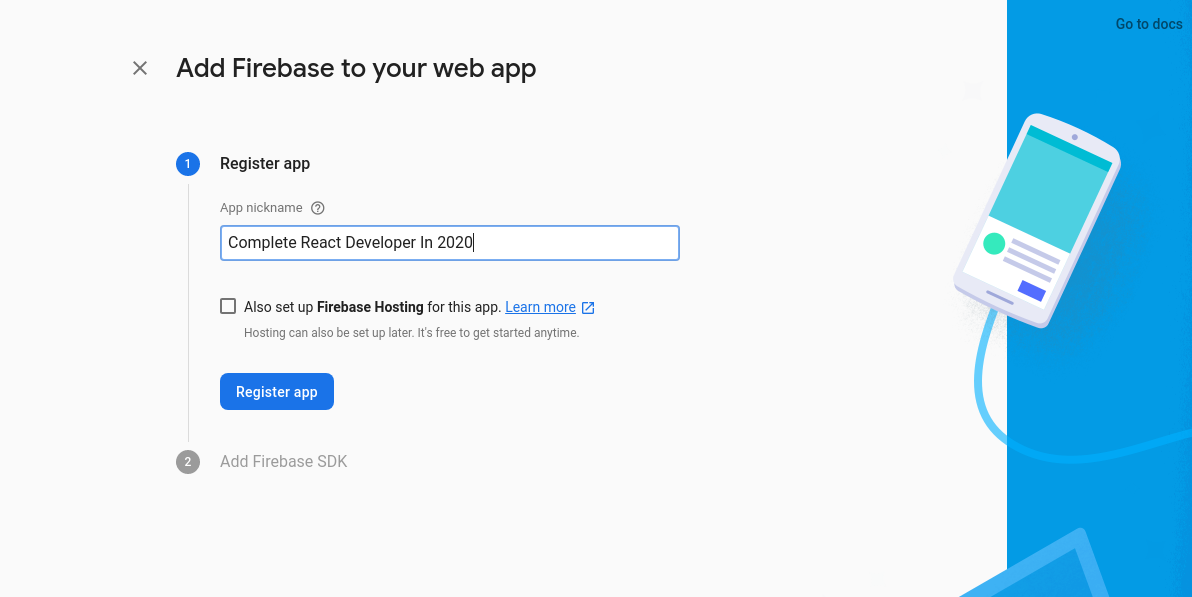 Go to docs
Add Firebase to your web app
1 Register app
App nickname
Complete React Developer In 2020
Also set up Firebase Hosting for this app. Learn more
Hosting can also be set up later. It's free to get started anytime.
Register app
2 Add Firebase SDK